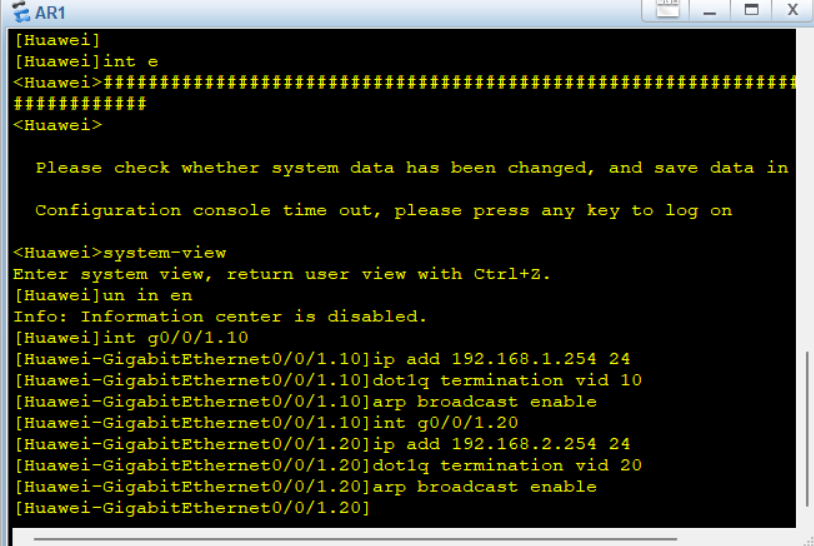 AR1
[Huawei]
[Huawei]int e
<Huawei>##############################################################
############
<Huawei>
Please check whether system data has been changed, and save data in
Configuration console time out, please press any key to log on
<Huawei>system-view
Enter system view, return user view with Ctrl+Z.
[Huawei]un in en
Info: Information center is disabled.
[Huawei]int g0/0/1.10
[Huawei-GigabitEthernet0/0/1.10]ip add 192.168.1.254 24
[Huawei-GigabitEthernet0/0/1.10]dot1q termination vid 10
[Huawei-GigabitEthernet0/0/1.10]arp broadcast enable
[Huawei-GigabitEthernet0/0/1.10]int g0/0/1.20
[Huawei-GigabitEthernet0/0/1.20]ip add 192.168.2.254 24
[Huawei-GigabitEthernet0/0/1.20]dot1q termination vid 20
[Huawei-GigabitEthernet0/0/1.20]arp broadcast enable
[Huawei-GigabitEthernet0/0/1.20]